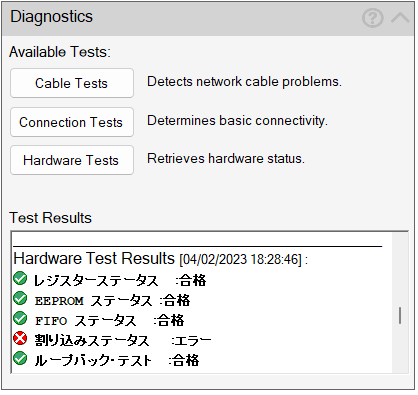 Diagnostics
Available Tests:
Cable Tests Detects network cable problems.
Connection Tests Determines basic connectivity.
Hardware Tests Retrieves hardware status.
Test Results
Hardware Test Results [04/02/2023 18:28:46] :
レジスターステータス :合格
EEPROM ステータス :合格
FIFO ステータス :合格
割り込みステータス :エラー
ループバック・テスト :合格